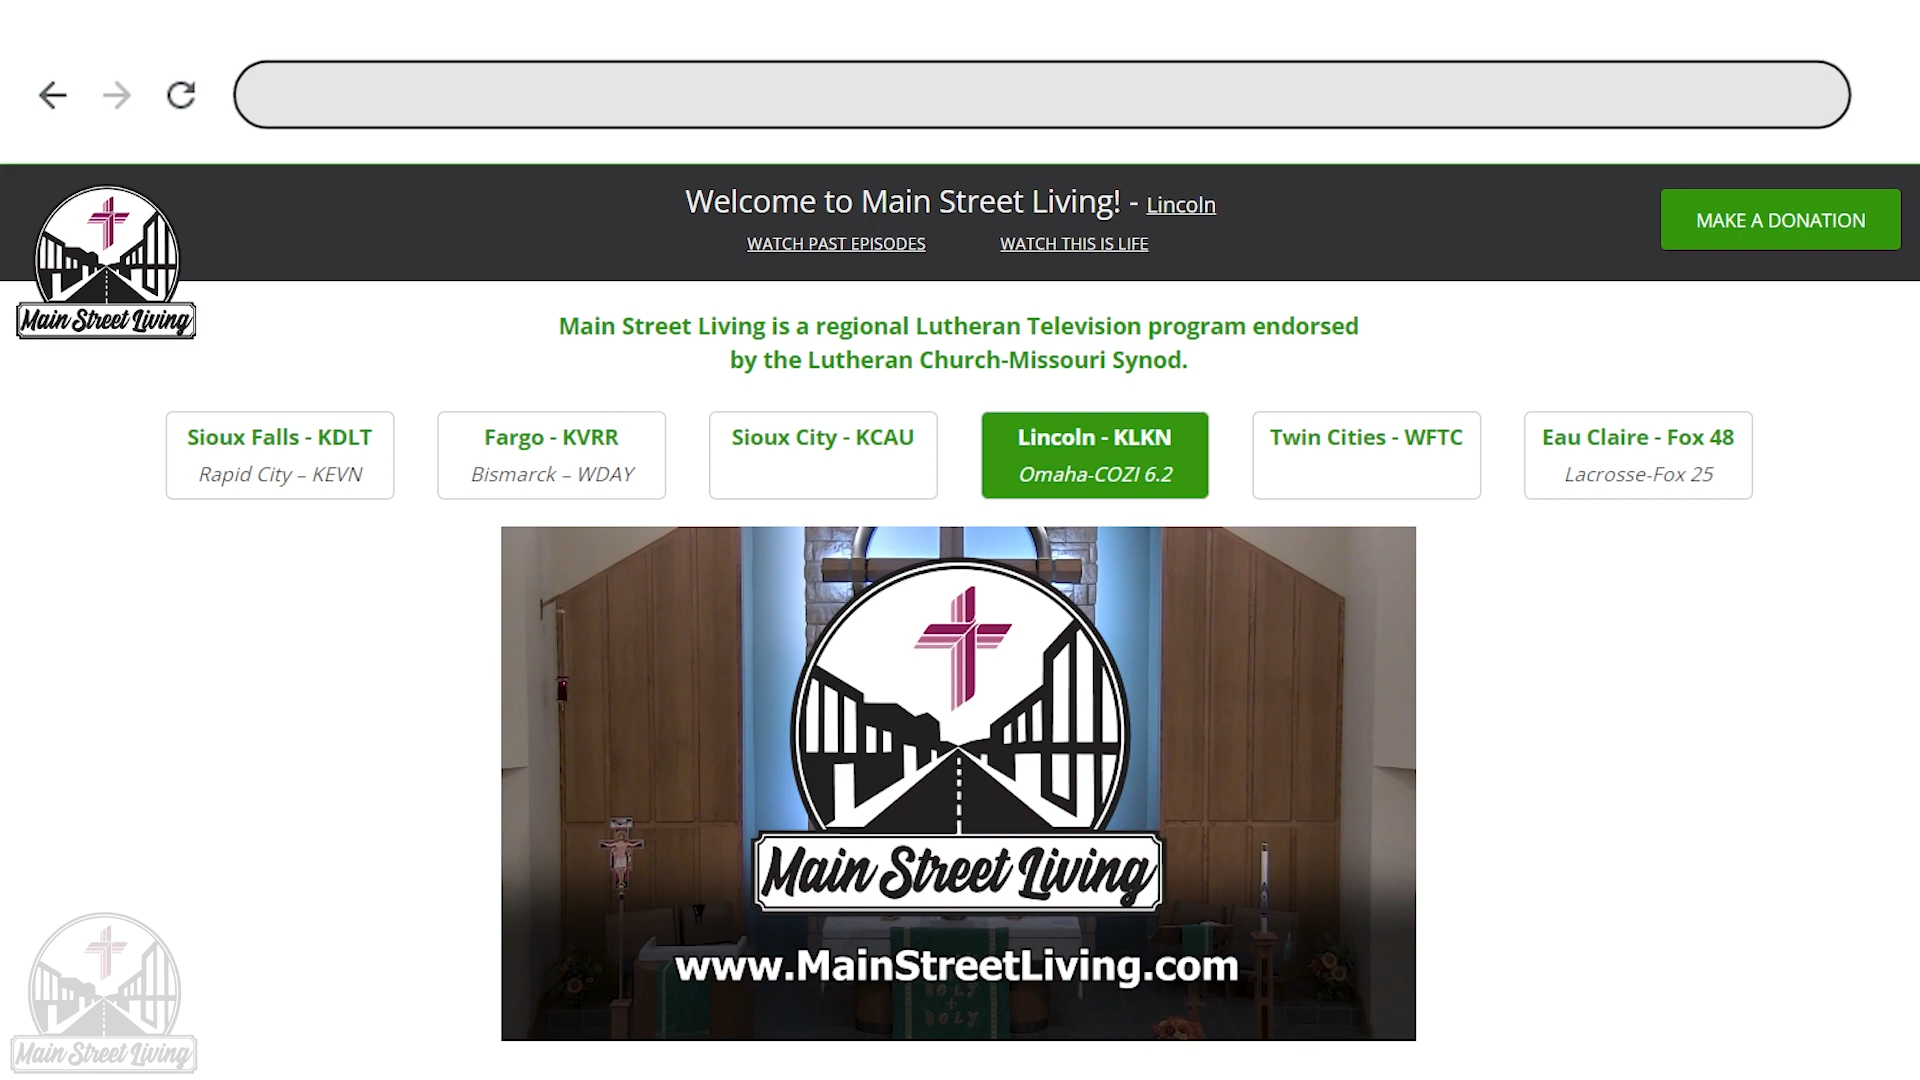 Welcome to Main Street Living! - Lincoln
WATCH PAST EPISODES WATCH THIS IS LIFE
MAKE A DONATION
Main Street Living
Main Street Living is a regional Lutheran Television program endorsed
by the Lutheran Church-Missouri Synod.
Sioux Falls - KDLT
Rapid City – KEVN
Fargo - KVRR
Bismarck – WDAY
Sioux City - KCAU
Lincoln - KLKN
Omaha-COZI 6.2
Twin Cities - WFTC
Eau Claire - Fox 48
Lacrosse-Fox 25
Main Street Living
www.MainStreetLiving.com
HOLY
HOLY
Main Street Living